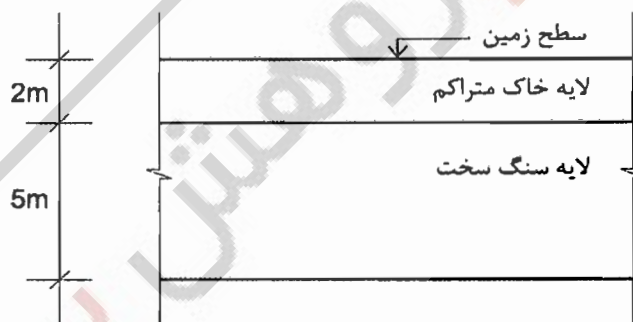 سطح زمین
2m
لایه خاک متراکم
لایه سنگ سخت
5m